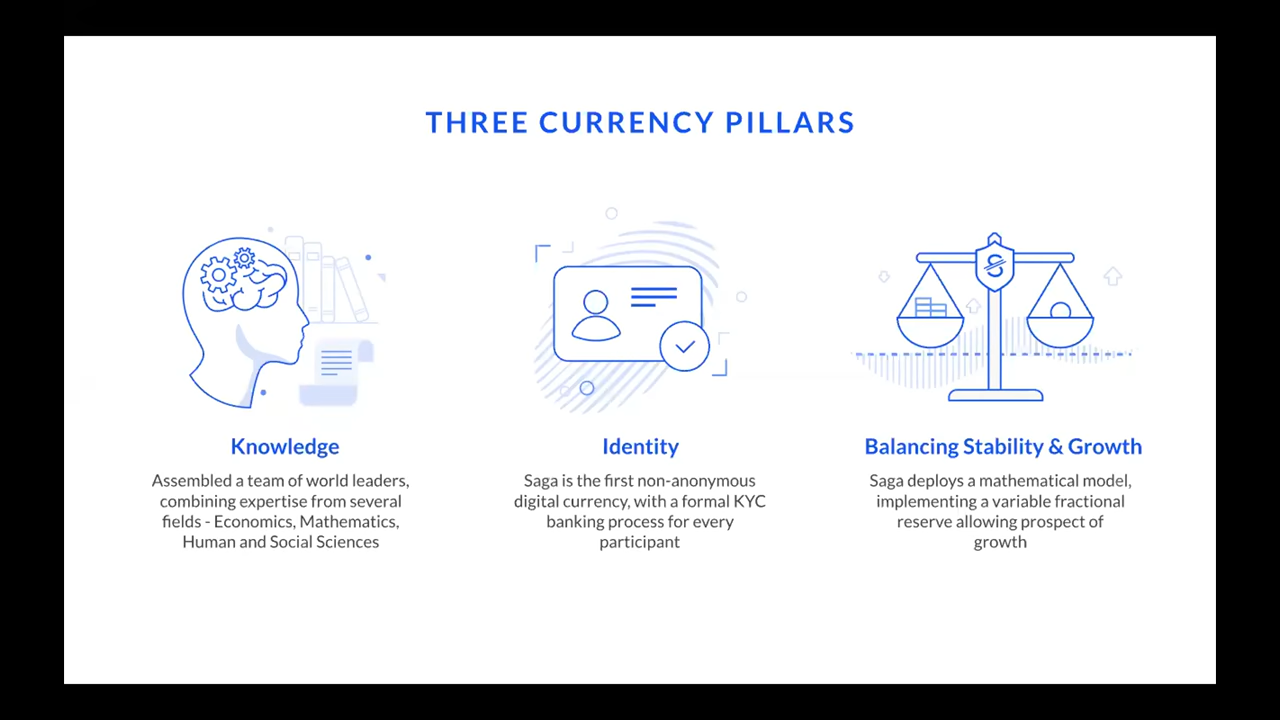 THREE CURRENCY PILLARS
Knowledge
Assembled a team of world leaders,
combining expertise from several
fields - Economics, Mathematics,
Human and Social Sciences
Identity
Saga is the first non-anonymous
digital currency, with a formal KYC
banking process for every
participant
Balancing Stability & Growth
Saga deploys a mathematical model,
implementing a variable fractional
reserve allowing prospect of
growth